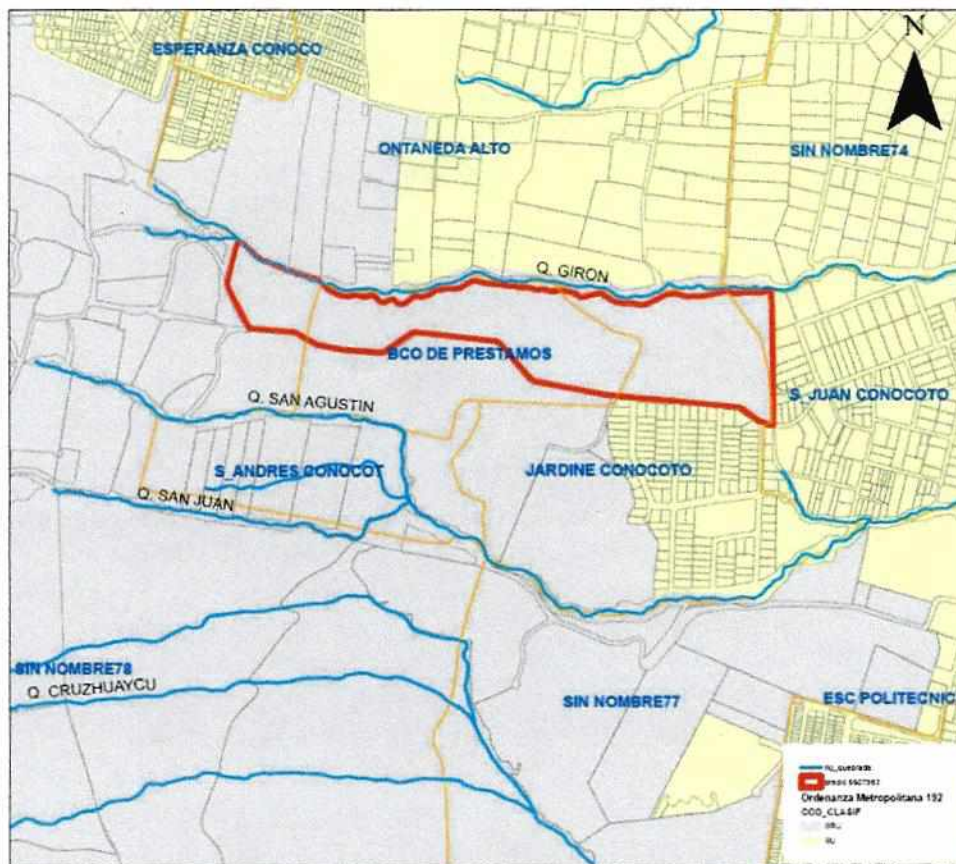 N
ESPERANZA CONOCO
ONTANEDA ALTO
SIN NOMBRE74
Q. GIRON
BCO DE PRESTAMOS
Q. SAN AGUSTIN
S. JUAN CONOCOTO
S_ANDRES CONOCOT
JARDINE CONOCOTO
Q. SAN JUAN
SIN NOMBRE78
Q. CRUZHUAYCU
SIN NOMBRE77
ESC POLITECNIC
Ordenanza Metropolitana 192
COD_CLASIF